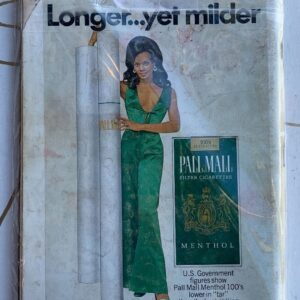 Longer...yet milder
PALL MALL
FILTER CIGARETTES
MENTHOL
U.S. Government
figures show
Pall Mall Menthol 100's
lower in "tar"